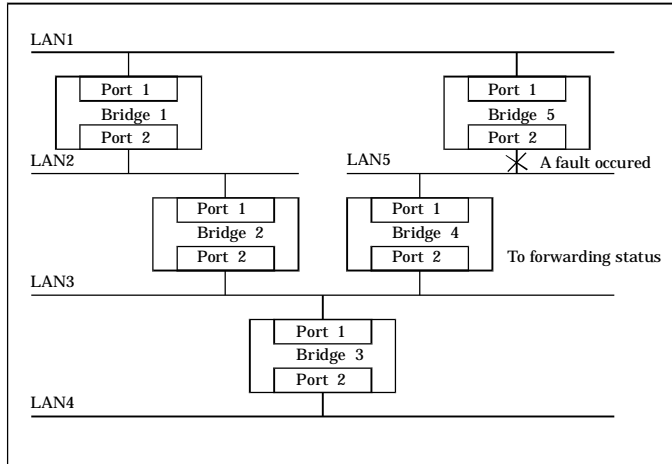 LAN1
Port 1
Bridge 1
Port 2
Port 1
Bridge 5
Port 2
LAN2
LAN5
A fault occured
Port 1
Bridge 2
Port 2
Port 1
Bridge 4
Port 2
To forwarding status
LAN3
Port 1
Bridge 3
Port 2
LAN4